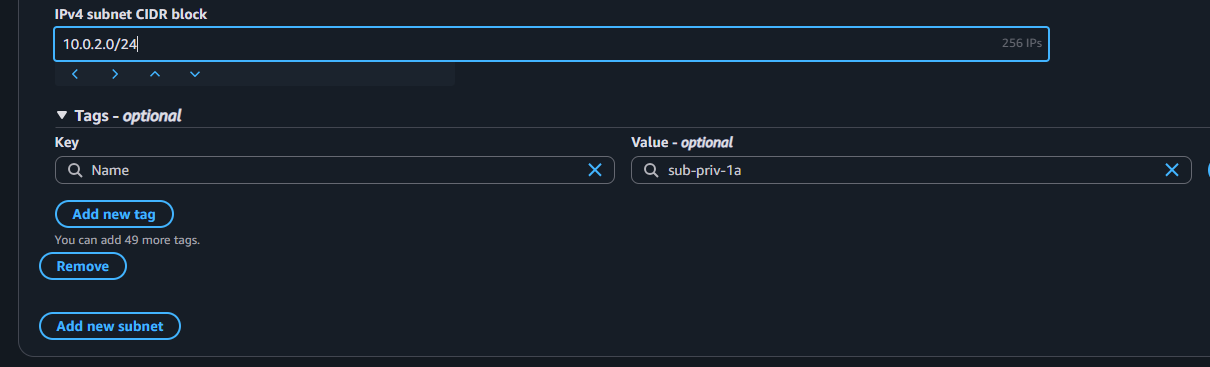 IPv4 subnet CIDR block
10.0.2.0/24 256 IPs
Tags - optional
Key Value - optional
Name sub-priv-1a
Add new tag
You can add 49 more tags.
Remove
Add new subnet